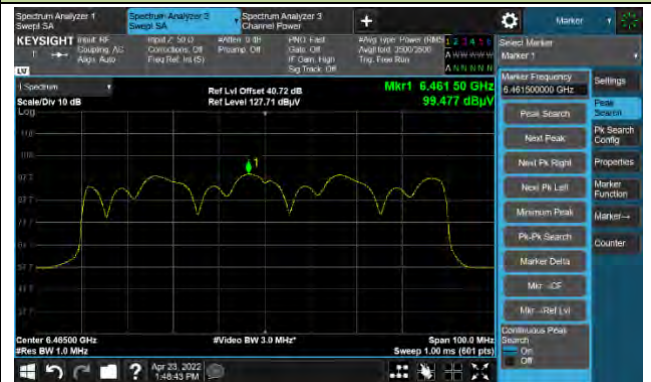 Spectrum Analyzer 1
Swept SA
Spectrum Analyzer 2
Swept SA
Spectrum Analyzer 3
Channel Power
+
Marker
KEYSIGHT
Input: RF
Coupling: AC
Align: Auto
Input Z: 50 Ω
Corrections: Off
Freq Ref: Int (S)
#Atten: 0 dB
Preamp: Off
PNO: Fast
Gate: Off
IF Gain: High
Sig Track: Off
#Avg Type: Power (RMS)
Avg|Hold: 3500/3500
Trig: Free Run
1 2 3 4 5 6
A W W W W W
A N N N N N
Select Marker
Marker 1
LV
1 Spectrum
Scale/Div 10 dB
Log
Ref Lvl Offset 40.72 dB
Ref Level 127.71 dBµV
Mkr1 6.461 50 GHz
99.477 dBµV
1
Marker Frequency
6.461500000 GHz
Peak Search
Next Peak
Next Pk Right
Next Pk Left
Minimum Peak
Pk-Pk Search
Marker Delta
Mkr→CF
Mkr→Ref Lvl
Continuous Peak
Search
On
Off
Settings
Peak
Search
Pk Search
Config
Properties
Marker
Function
Marker→
Counter
Center 6.46500 GHz
#Res BW 1.0 MHz
#Video BW 3.0 MHz*
Span 100.0 MHz
Sweep 1.00 ms (601 pts)
?
Apr 23, 2022
1:48:43 PM